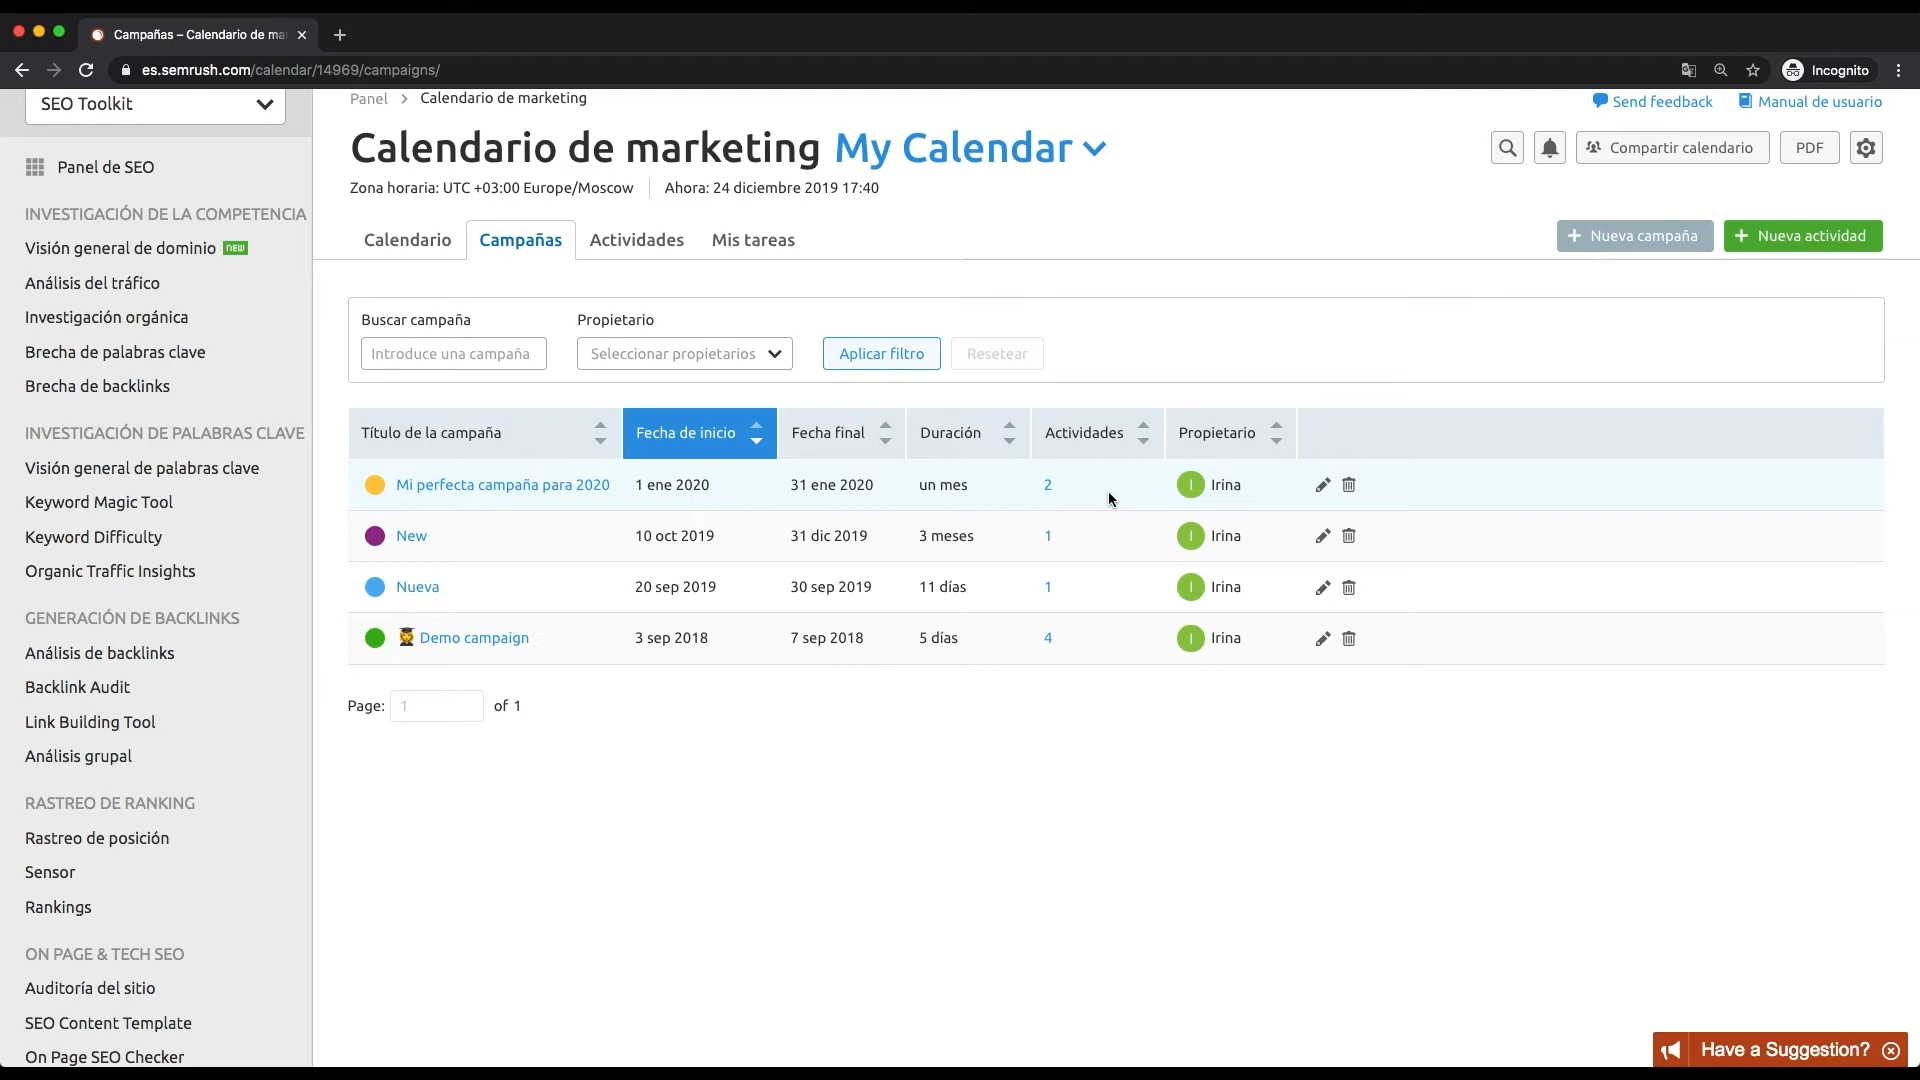 Campañas – Calendario de ma
es.semrush.com/calendar/14969/campaigns/
Incognito
SEO Toolkit
Panel de SEO
INVESTIGACIÓN DE LA COMPETENCIA
Visión general de dominio NEW
Análisis del tráfico
Investigación orgánica
Brecha de palabras clave
Brecha de backlinks
INVESTIGACIÓN DE PALABRAS CLAVE
Visión general de palabras clave
Keyword Magic Tool
Keyword Difficulty
Organic Traffic Insights
GENERACIÓN DE BACKLINKS
Análisis de backlinks
Backlink Audit
Link Building Tool
Análisis grupal
RASTREO DE RANKING
Rastreo de posición
Sensor
Rankings
ON PAGE & TECH SEO
Auditoría del sitio
SEO Content Template
On Page SEO Checker
Panel > Calendario de marketing
Send feedback Manual de usuario
Calendario de marketing My Calendar
Compartir calendario PDF
Zona horaria: UTC +03:00 Europe/Moscow Ahora: 24 diciembre 2019 17:40
Calendario Campañas Actividades Mis tareas
+ Nueva campaña + Nueva actividad
Buscar campaña Propietario
Introduce una campaña Seleccionar propietarios Aplicar filtro Resetear
Título de la campaña Fecha de inicio Fecha final Duración Actividades Propietario
Mi perfecta campaña para 2020 1 ene 2020 31 ene 2020 un mes 2 I Irina
New 10 oct 2019 31 dic 2019 3 meses 1 I Irina
Nueva 20 sep 2019 30 sep 2019 11 días 1 I Irina
Demo campaign 3 sep 2018 7 sep 2018 5 días 4 I Irina
Page: 1 of 1
Have a Suggestion?